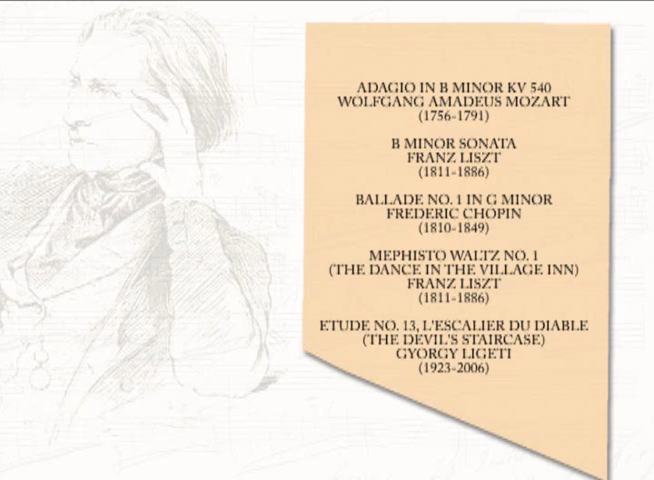 ADAGIO IN B MINOR KV 540
WOLFGANG AMADEUS MOZART
(1756-1791)
B MINOR SONATA
FRANZ LISZT
(1811-1886)
BALLADE NO. 1 IN G MINOR
FREDERIC CHOPIN
(1810-1849)
MEPHISTO WALTZ NO. 1
(THE DANCE IN THE VILLAGE INN)
FRANZ LISZT
(1811-1886)
ETUDE NO. 13, L'ESCALIER DU DIABLE
(THE DEVIL'S STAIRCASE)
GYORGY LIGETI
(1923-2006)